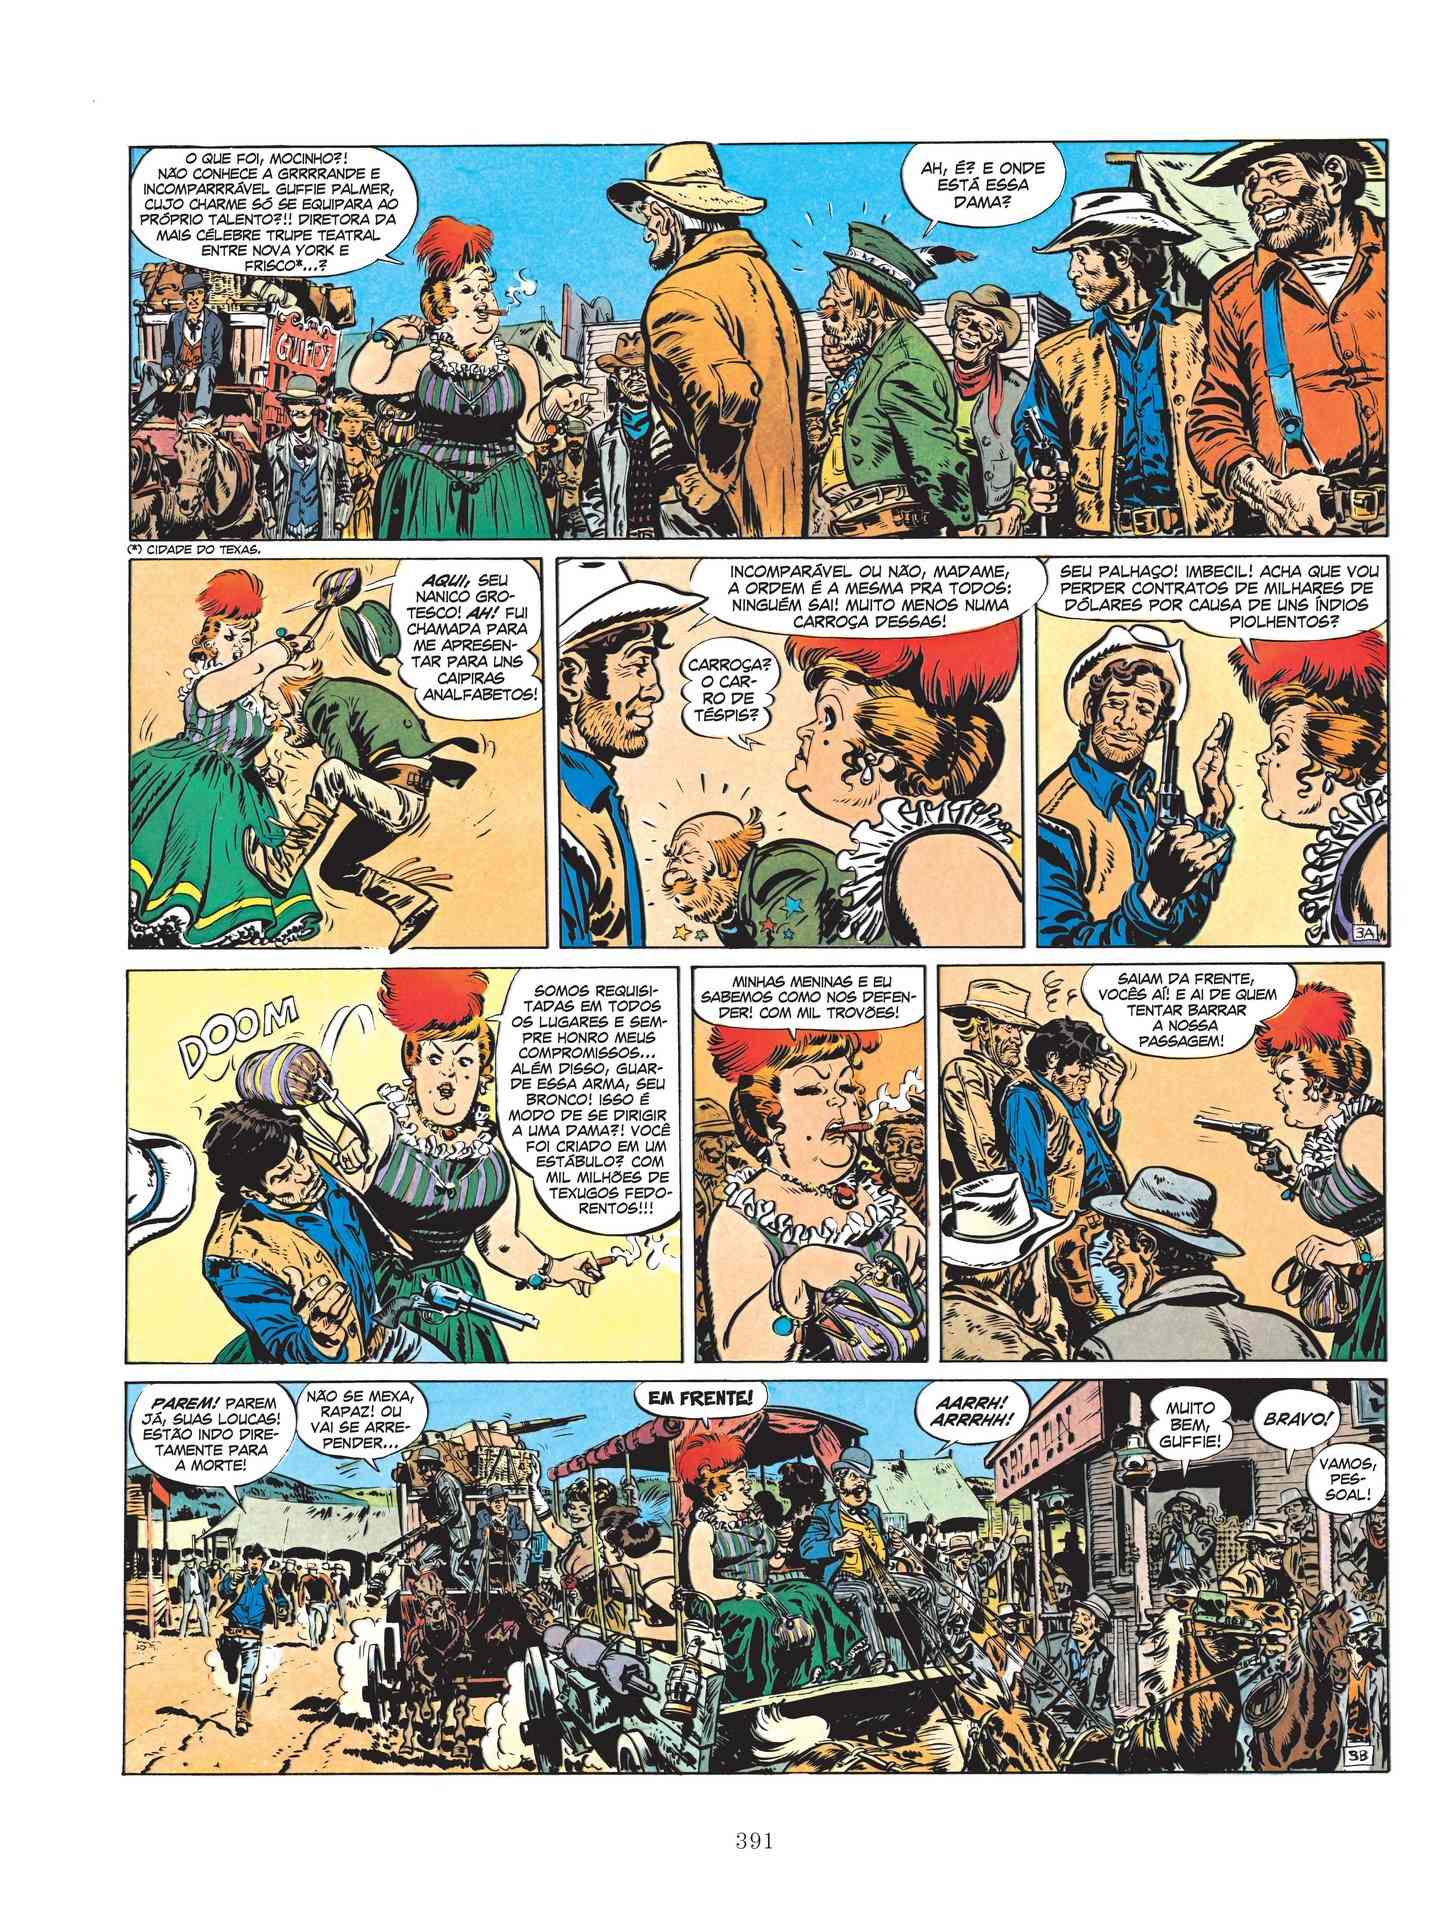 O QUE FOI, MOCINHO?!
NÃO CONHECE A GRRRRANDE E
INCOMPARRRÁVEL GUFFIE PALMER,
CUJO CHARME SÓ SE EQUIPARA AO
PRÓPRIO TALENTO?!! DIRETORA DA
MAIS CÉLEBRE TRUPE TEATRAL
ENTRE NOVA YORK E
FRISCO*...?
AH, É? E ONDE
ESTÁ ESSA
DAMA?
GUFFY
(*) CIDADE DO TEXAS.
AQUI, SEU
NANICO GRO-
TESCO! AH! FUI
CHAMADA PARA
ME APRESEN-
TAR PARA UNS
CAIPIRAS
ANALFABETOS!
INCOMPARÁVEL OU NÃO, MADAME,
A ORDEM É A MESMA PRA TODOS:
NINGUÉM SAI! MUITO MENOS NUMA
CARROÇA DESSAS!
CARROÇA?
O CAR-
RO DE
TÉSPIS?
SEU PALHAÇO! IMBECIL! ACHA QUE VOU
PERDER CONTRATOS DE MILHARES DE
DÓLARES POR CAUSA DE UNS ÍNDIOS
PIOLHENTOS?
3A
DOOM
SOMOS REQUISI-
TADAS EM TODOS
OS LUGARES E SEM-
PRE HONRO MEUS
COMPROMISSOS...
ALÉM DISSO, GUAR-
DE ESSA ARMA, SEU
BRONCO! ISSO É
MODO DE SE DIRIGIR
A UMA DAMA?! VOCÊ
FOI CRIADO EM UM
ESTÁBULO? COM
MIL MILHÕES DE
TEXUGOS FEDO-
RENTOS!!!
MINHAS MENINAS E EU
SABEMOS COMO NOS DEFEN-
DER! COM MIL TROVÕES!
SAIAM DA FRENTE,
VOCÊS AÍ! E AI DE QUEM
TENTAR BARRAR
A NOSSA
PASSAGEM!
PAREM! PAREM
JÁ, SUAS LOUCAS!
ESTÃO INDO DIRE-
TAMENTE PARA
A MORTE!
NÃO SE MEXA,
RAPAZ! OU
VAI SE ARRE-
PENDER...
EM FRENTE!
AARRH!
ARRRHH!
MUITO
BEM,
GUFFIE!
BRAVO!
VAMOS,
PES-
SOAL!
3B
391